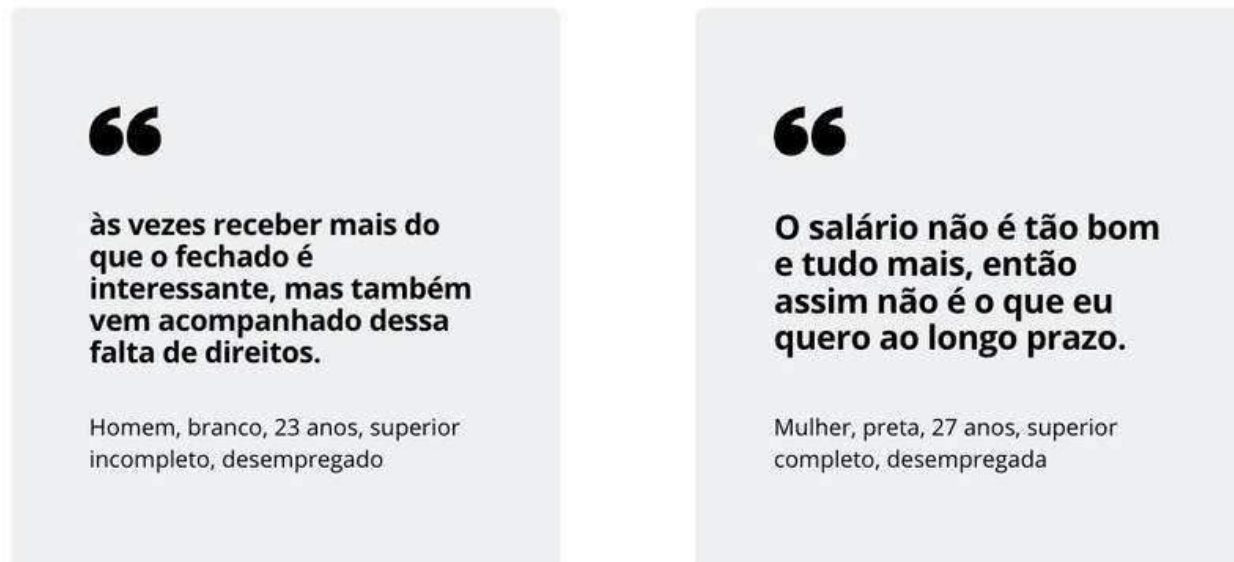 “
às vezes receber mais do
que o fechado é
interessante, mas também
vem acompanhado dessa
falta de direitos.
Homem, branco, 23 anos, superior
incompleto, desempregado
“
O salário não é tão bom
e tudo mais, então
assim não é o que eu
quero ao longo prazo.
Mulher, preta, 27 anos, superior
completo, desempregada